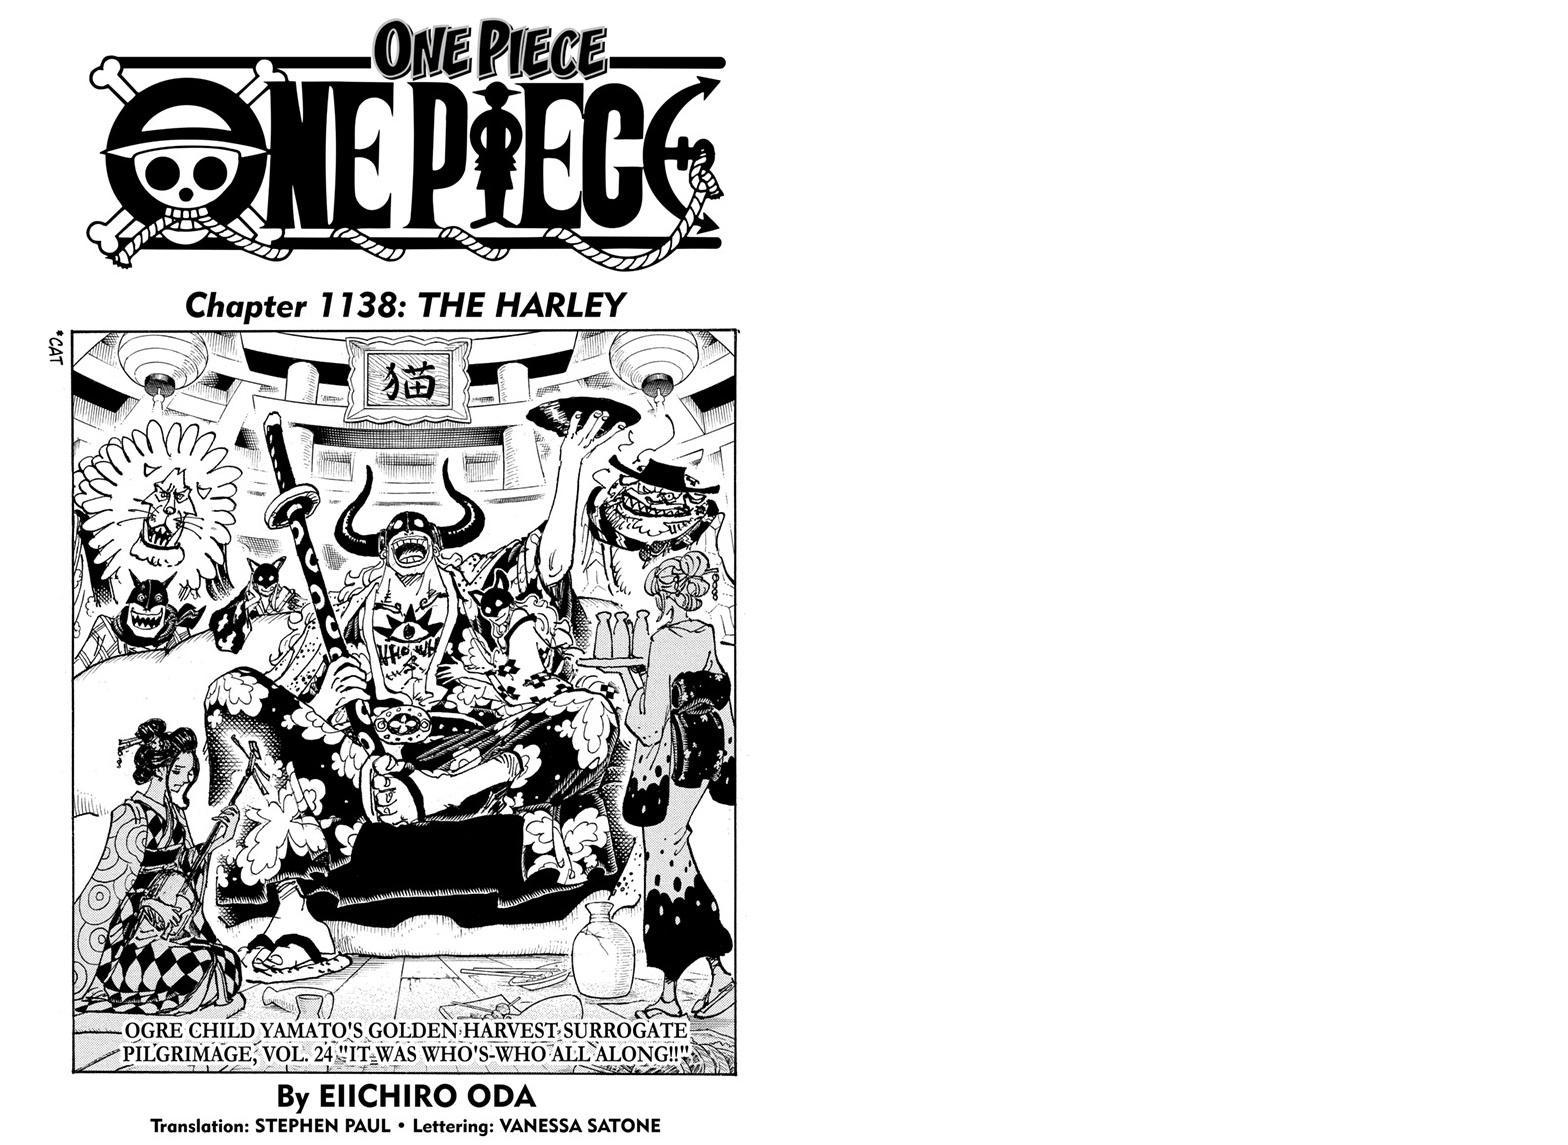 ONE PIECE
ONE PIECE
Chapter 1138: THE HARLEY
*CAT
猫
OGRE CHILD YAMATO'S GOLDEN HARVEST SURROGATE
PILGRIMAGE, VOL. 24 "IT WAS WHO'S-WHO ALL ALONG!!"
By EIICHIRO ODA
Translation: STEPHEN PAUL • Lettering: VANESSA SATONE